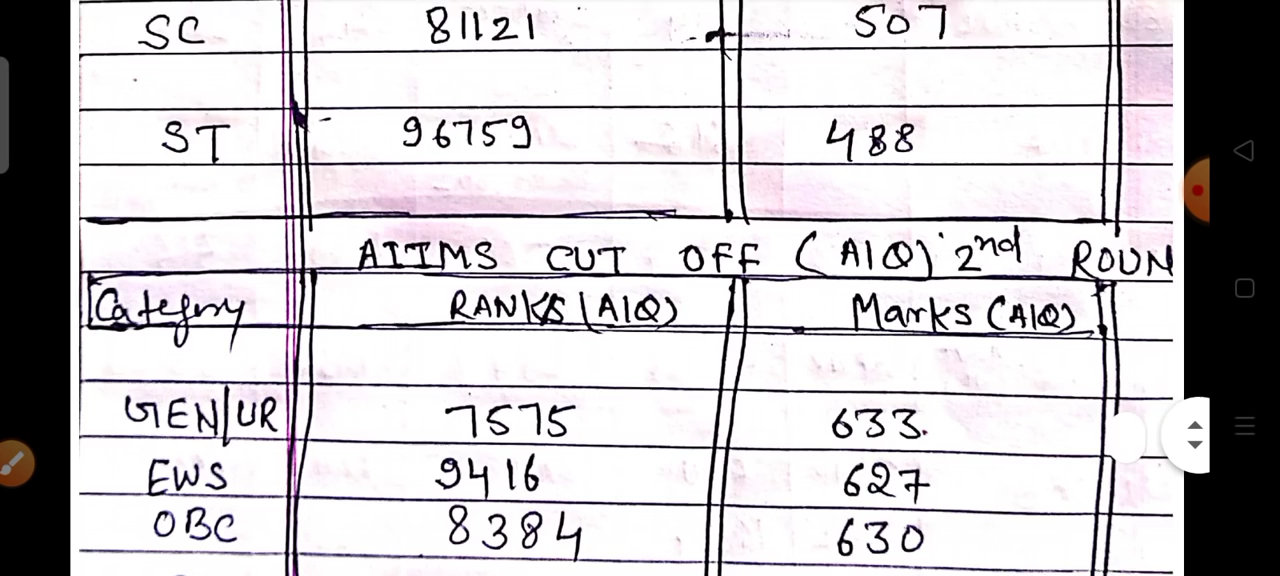 SC 81121 507
ST 96759 488
AIIMS CUT OFF (AIQ) 2nd ROUN
Category RANKS (AIQ) Marks (AIQ)
GEN/UR 7575 633.
EWS 9416 627
OBC 8384 630